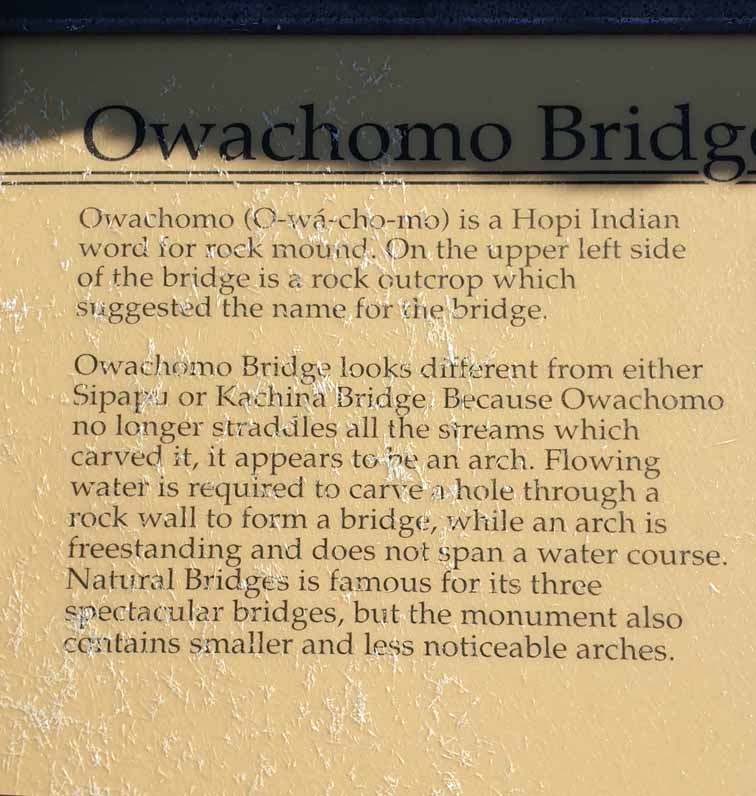 Owachomo Bridge
Owachomo (O-wá-cho-mo) is a Hopi Indian
word for rock mound. On the upper left side
of the bridge is a rock outcrop which
suggested the name for the bridge.
Owachomo Bridge looks different from either
Sipapu or Kachina Bridge. Because Owachomo
no longer straddles all the streams which
carved it, it appears to be an arch. Flowing
water is required to carve a hole through a
rock wall to form a bridge, while an arch is
freestanding and does not span a water course.
Natural Bridges is famous for its three
spectacular bridges, but the monument also
contains smaller and less noticeable arches.